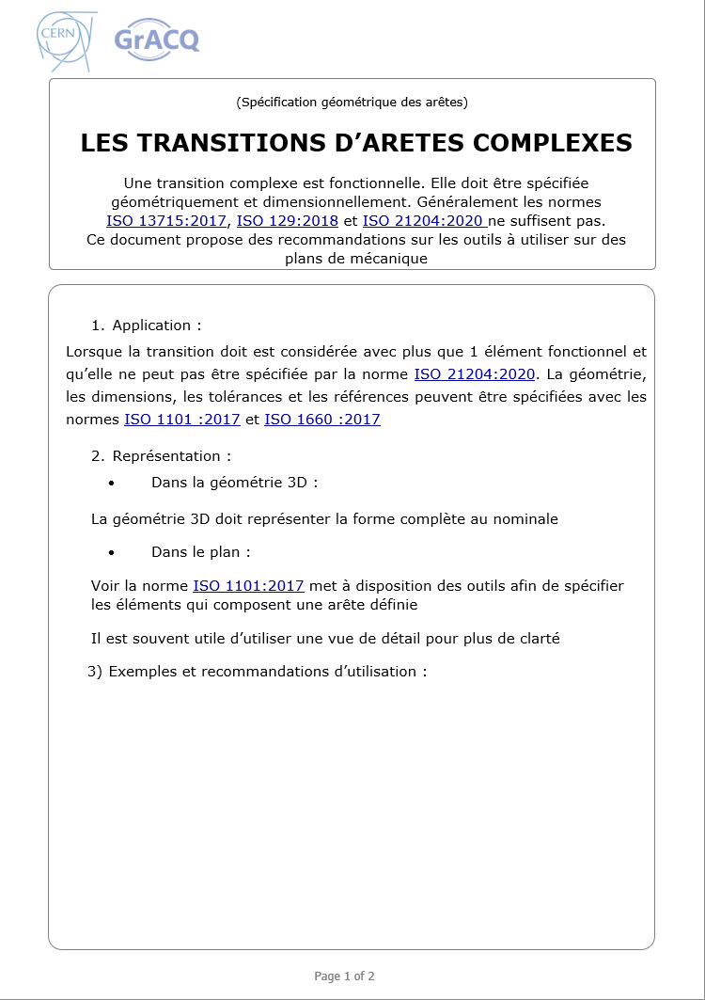 CERN
GrACQ
(Spécification géométrique des arêtes)
LES TRANSITIONS D’ARETES COMPLEXES
Une transition complexe est fonctionnelle. Elle doit être spécifiée
géométriquement et dimensionnellement. Généralement les normes
ISO 13715:2017, ISO 129:2018 et ISO 21204:2020 ne suffisent pas.
Ce document propose des recommandations sur les outils à utiliser sur des
plans de mécanique
1. Application :
Lorsque la transition doit est considérée avec plus que 1 élément fonctionnel et
qu’elle ne peut pas être spécifiée par la norme ISO 21204:2020. La géométrie,
les dimensions, les tolérances et les références peuvent être spécifiées avec les
normes ISO 1101 :2017 et ISO 1660 :2017
2. Représentation :
• Dans la géométrie 3D :
La géométrie 3D doit représenter la forme complète au nominale
• Dans le plan :
Voir la norme ISO 1101:2017 met à disposition des outils afin de spécifier
les éléments qui composent une arête définie
Il est souvent utile d’utiliser une vue de détail pour plus de clarté
3) Exemples et recommandations d’utilisation :
Page 1 of 2